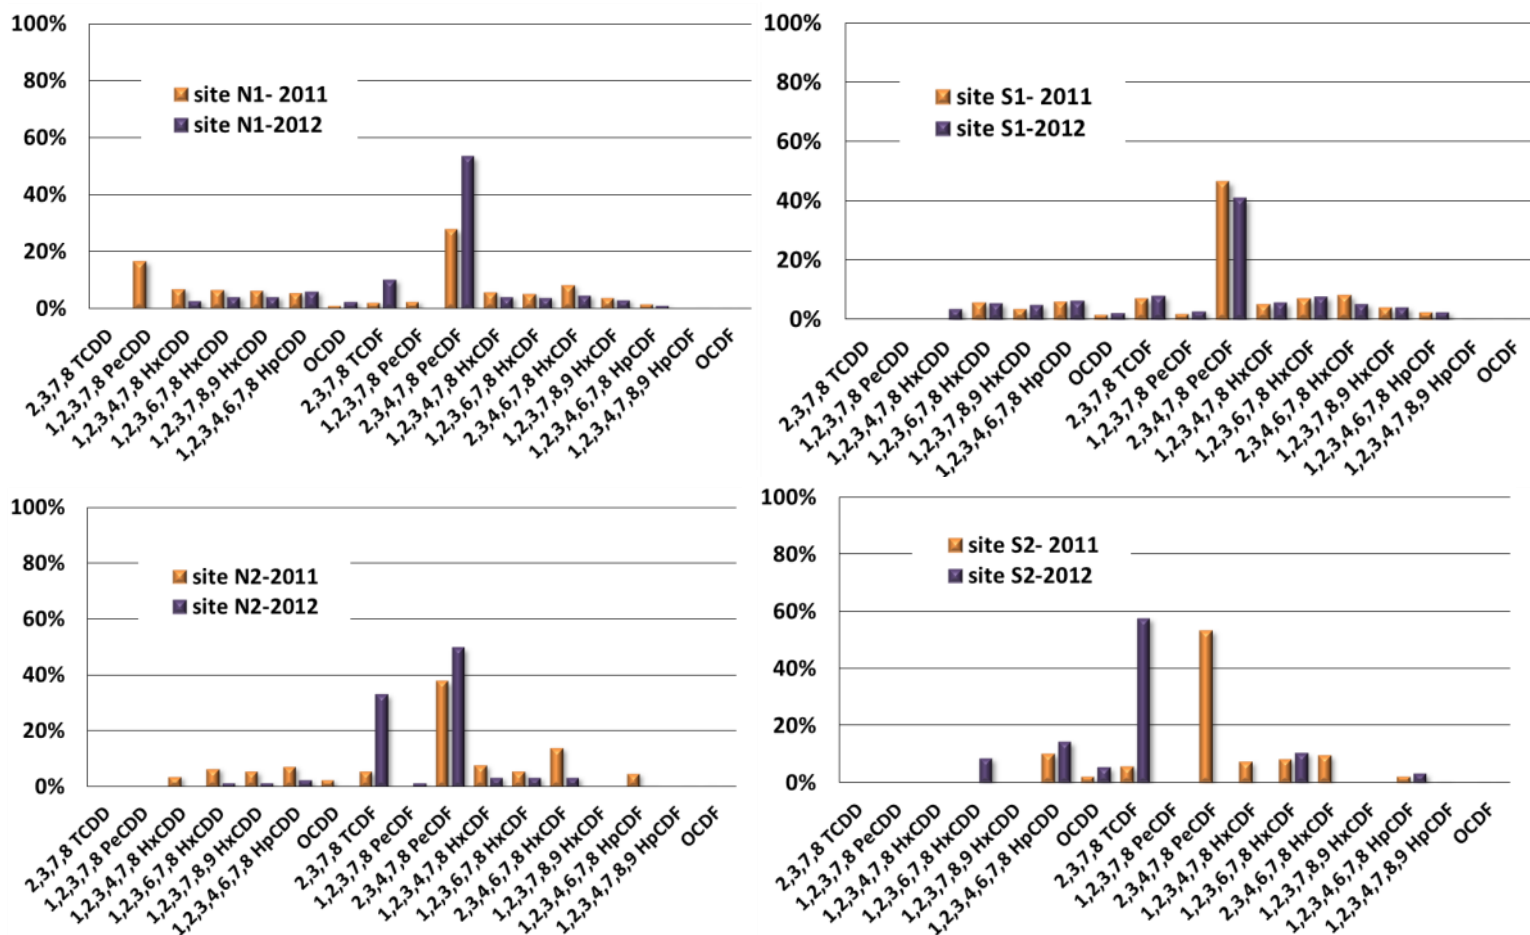 100%
80%
60%
40%
20%
0%
site N1- 2011
site N1-2012
2,3,7,8 TCDD
1,2,3,7,8 PeCDD
1,2,3,4,7,8 HxCDD
1,2,3,6,7,8 HxCDD
1,2,3,7,8,9 HxCDD
1,2,3,4,6,7,8 HpCDD
OCDD
2,3,7,8 TCDF
1,2,3,7,8 PeCDF
2,3,4,7,8 PeCDF
1,2,3,4,7,8 HxCDF
1,2,3,6,7,8 HxCDF
2,3,4,6,7,8 HxCDF
1,2,3,7,8,9 HxCDF
1,2,3,4,6,7,8 HpCDF
1,2,3,4,7,8,9 HpCDF
OCDF
100%
80%
60%
40%
20%
0%
site S1- 2011
site S1-2012
2,3,7,8 TCDD
1,2,3,7,8 PeCDD
1,2,3,4,7,8 HxCDD
1,2,3,6,7,8 HxCDD
1,2,3,7,8,9 HxCDD
1,2,3,4,6,7,8 HpCDD
OCDD
2,3,7,8 TCDF
1,2,3,7,8 PeCDF
2,3,4,7,8 PeCDF
1,2,3,4,7,8 HxCDF
1,2,3,6,7,8 HxCDF
2,3,4,6,7,8 HxCDF
1,2,3,7,8,9 HxCDF
1,2,3,4,6,7,8 HpCDF
1,2,3,4,7,8,9 HpCDF
OCDF
100%
80%
60%
40%
20%
0%
site N2-2011
site N2-2012
2,3,7,8 TCDD
1,2,3,7,8 PeCDD
1,2,3,4,7,8 HxCDD
1,2,3,6,7,8 HxCDD
1,2,3,7,8,9 HxCDD
1,2,3,4,6,7,8 HpCDD
OCDD
2,3,7,8 TCDF
1,2,3,7,8 PeCDF
2,3,4,7,8 PeCDF
1,2,3,4,7,8 HxCDF
1,2,3,6,7,8 HxCDF
2,3,4,6,7,8 HxCDF
1,2,3,7,8,9 HxCDF
1,2,3,4,6,7,8 HpCDF
1,2,3,4,7,8,9 HpCDF
OCDF
100%
80%
60%
40%
20%
0%
site S2- 2011
site S2-2012
2,3,7,8 TCDD
1,2,3,7,8 PeCDD
1,2,3,4,7,8 HxCDD
1,2,3,6,7,8 HxCDD
1,2,3,7,8,9 HxCDD
1,2,3,4,6,7,8 HpCDD
OCDD
2,3,7,8 TCDF
1,2,3,7,8 PeCDF
2,3,4,7,8 PeCDF
1,2,3,4,7,8 HxCDF
1,2,3,6,7,8 HxCDF
2,3,4,6,7,8 HxCDF
1,2,3,7,8,9 HxCDF
1,2,3,4,6,7,8 HpCDF
1,2,3,4,7,8,9 HpCDF
OCDF